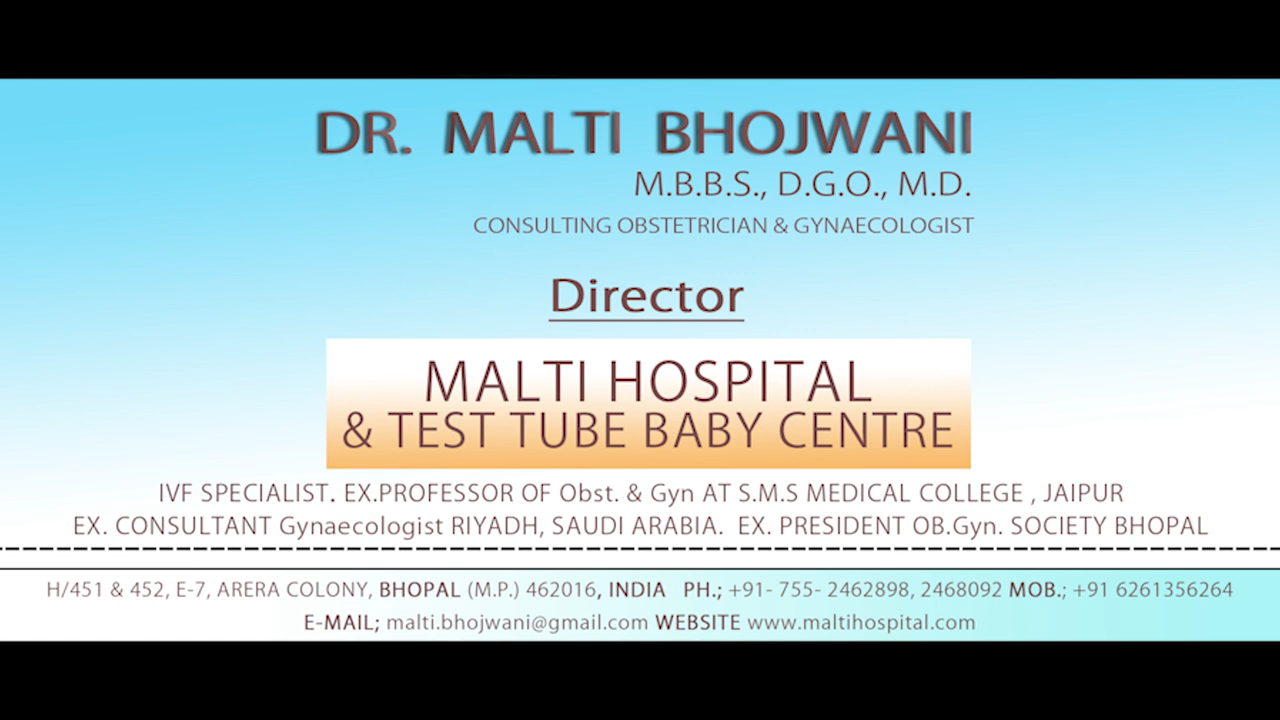 DR. MALTI BHOJWANI
M.B.B.S., D.G.O., M.D.
CONSULTING OBSTETRICIAN & GYNAECOLOGIST
Director
MALTI HOSPITAL
& TEST TUBE BABY CENTRE
IVF SPECIALIST. EX.PROFESSOR OF Obst. & Gyn AT S.M.S MEDICAL COLLEGE , JAIPUR
EX. CONSULTANT Gynaecologist RIYADH, SAUDI ARABIA. EX. PRESIDENT OB.Gyn. SOCIETY BHOPAL
H/451 & 452, E-7, ARERA COLONY, BHOPAL (M.P.) 462016, INDIA PH.; +91- 755- 2462898, 2468092 MOB.; +91 6261356264
E-MAIL; malti.bhojwani@gmail.com WEBSITE www.maltihospital.com